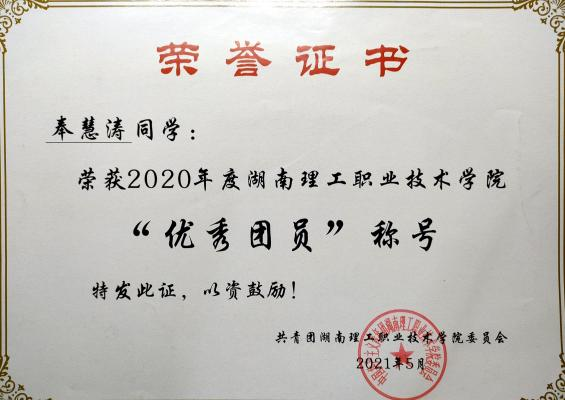 荣誉证书
奉慧涛同学：
荣获2020年度湖南理工职业技术学院
“优秀团员”称号
特发此证，以资鼓励！
共青团湖南理工职业技术学院委员会
2021年5月